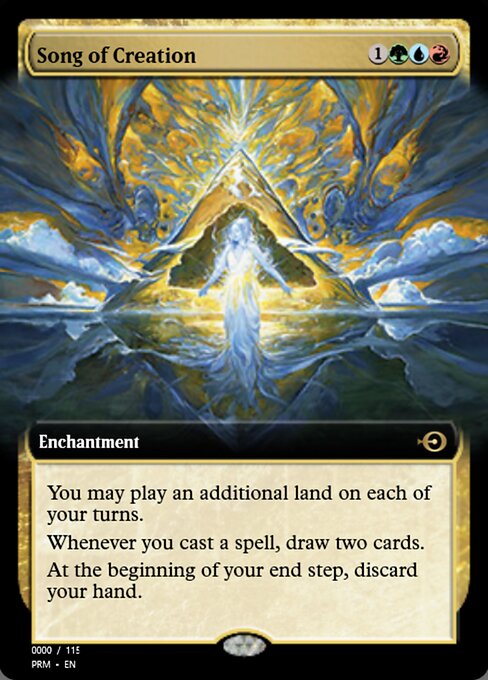 Song of Creation 1
Enchantment
You may play an additional land on each of
your turns.
Whenever you cast a spell, draw two cards.
At the beginning of your end step, discard
your hand.
0000 / 115
PRM • EN